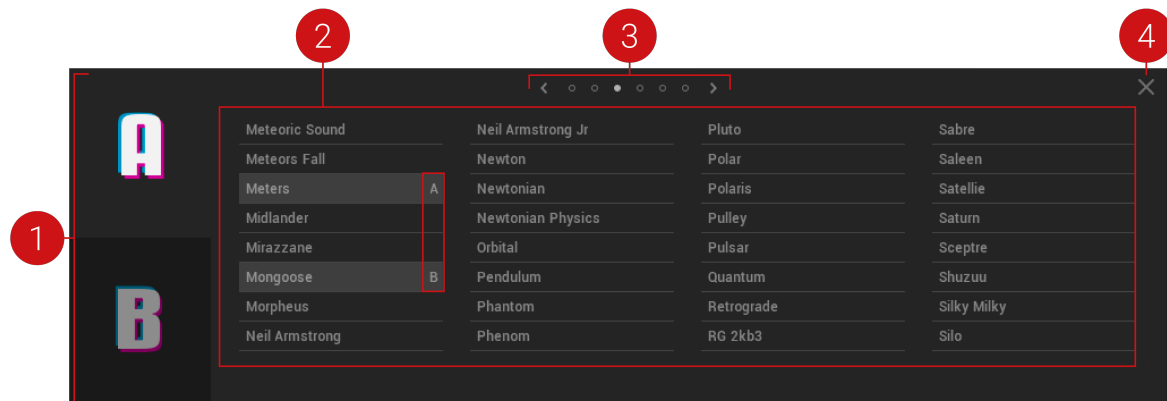 2
3
4
A
Meteoric Sound
Meteors Fall
Meters A
Midlander
Mirazzane
Mongoose B
Morpheus
Neil Armstrong
Neil Armstrong Jr
Newton
Newtonian
Newtonian Physics
Orbital
Pendulum
Phantom
Phenom
Pluto
Polar
Polaris
Pulley
Pulsar
Quantum
Retrograde
RG 2kb3
Sabre
Saleen
Satellie
Saturn
Sceptre
Shuzuu
Silky Milky
Silo
1
B